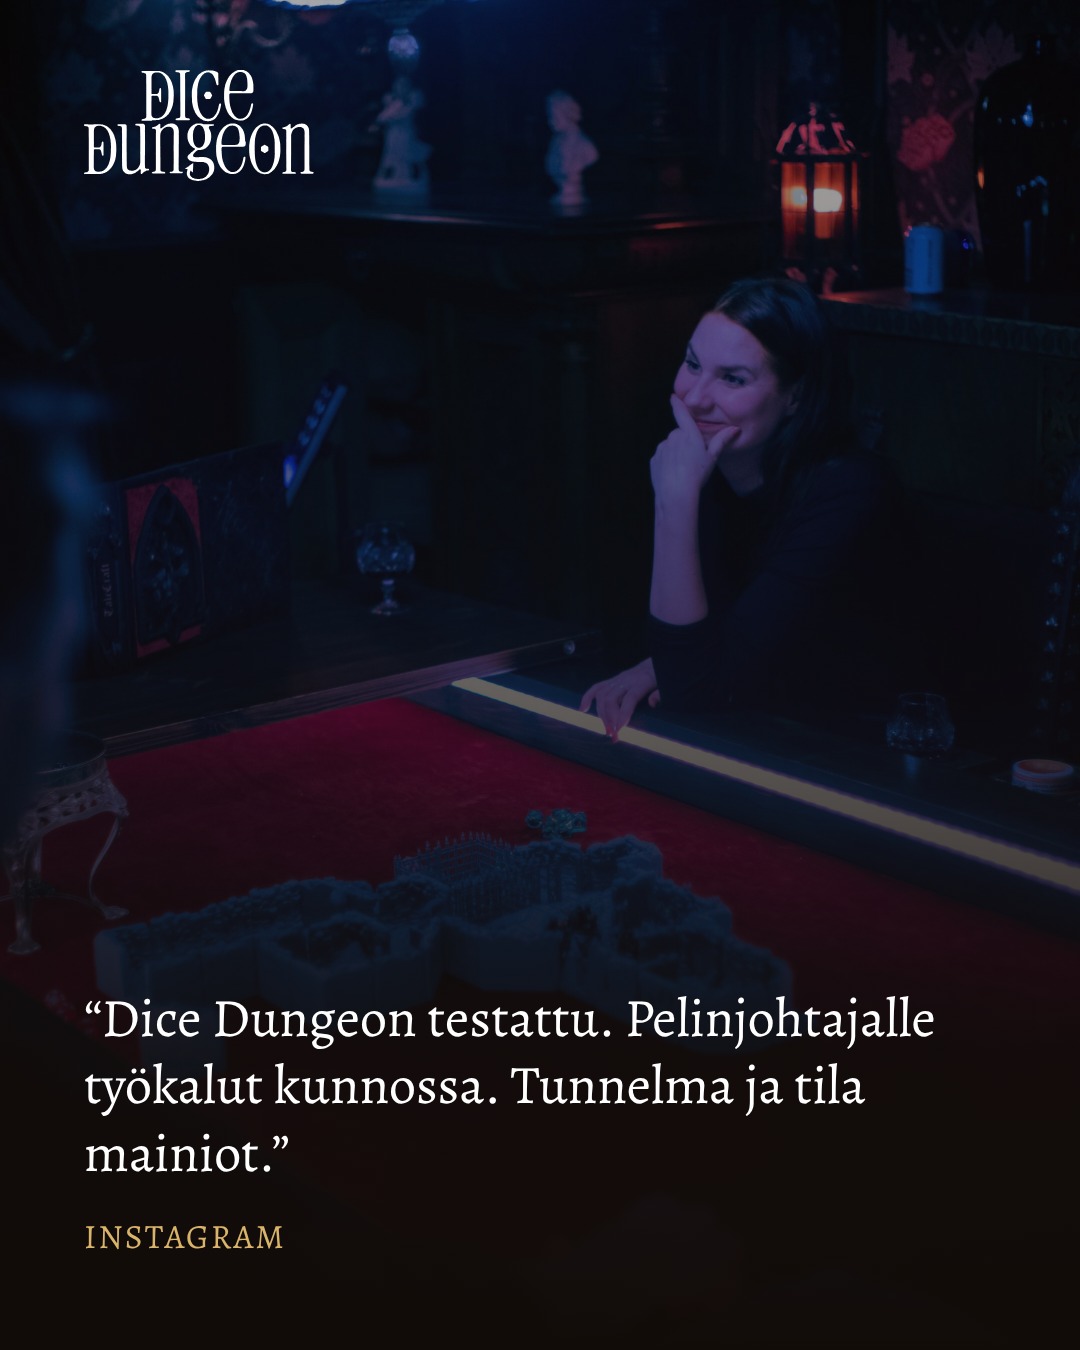 Dice
Dungeon
“Dice Dungeon testattu. Pelinjohtajalle
työkalut kunnossa. Tunnelma ja tila
mainiot.”
INSTAGRAM